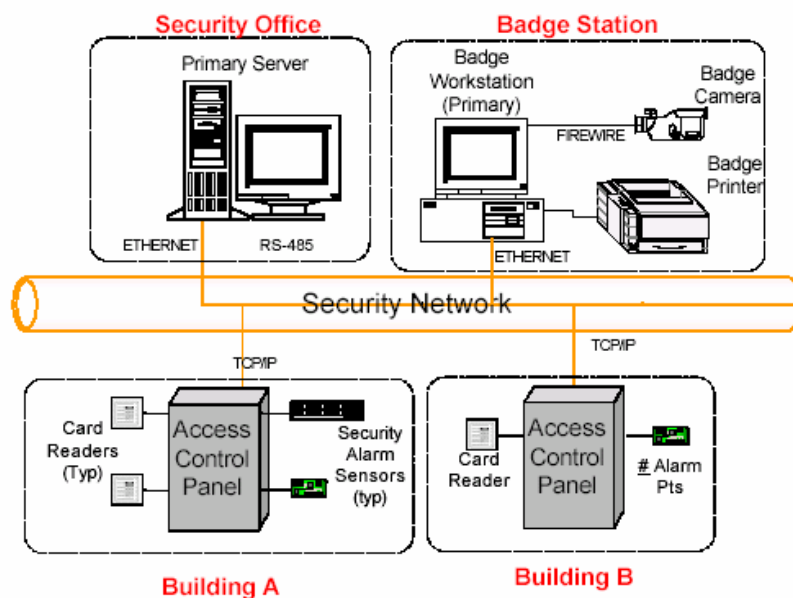 Security Office
Primary Server
ETHERNET
RS-485
Badge Station
Badge
Workstation
(Primary)
Badge
Camera
FIREWIRE
Badge
Printer
ETHERNET
Security Network
TCP/IP
TCP/IP
Card
Readers
(Typ)
Access
Control
Panel
Security
Alarm
Sensors
(typ)
Building A
Card
Reader
Access
Control
Panel
# Alarm
Pts
Building B